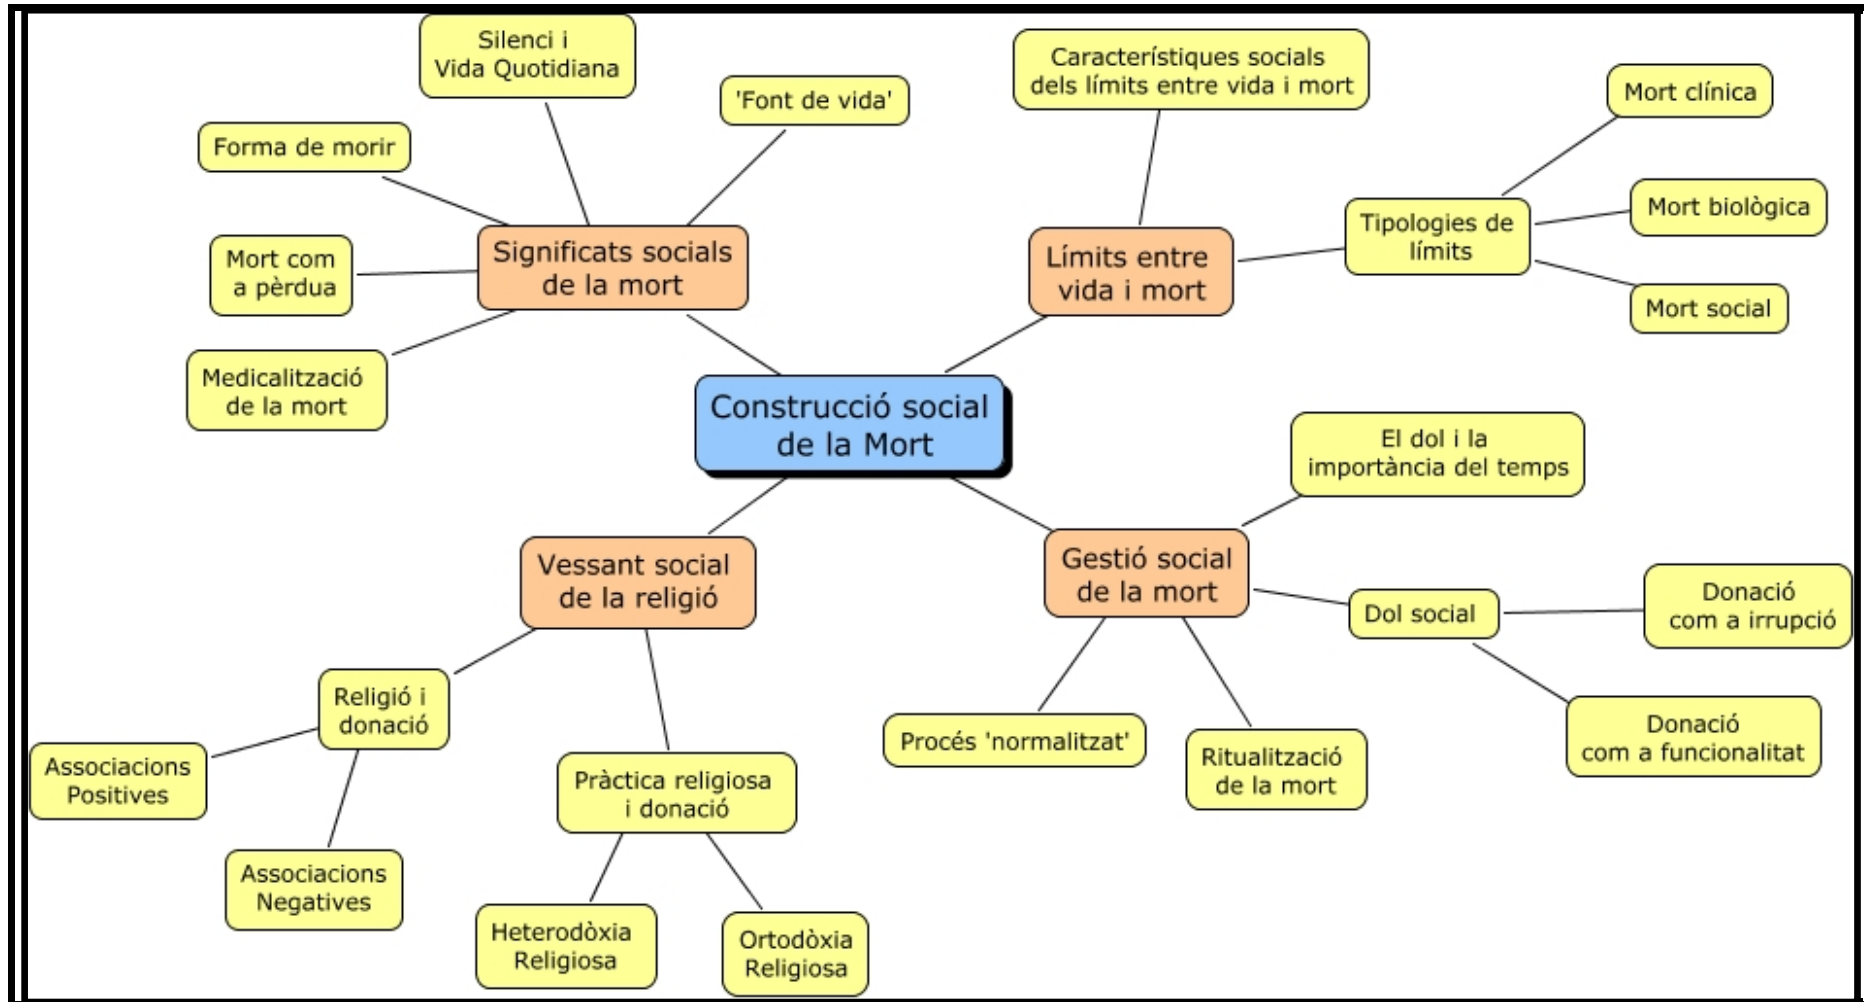 Silenci i
Vida Quotidiana
'Font de vida'
Forma de morir
Mort com
a pèrdua
Medicalització
de la mort
Significats socials
de la mort
Característiques socials
dels límits entre vida i mort
Mort clínica
Mort biològica
Mort social
Tipologies de
límits
Límits entre
vida i mort
Construcció social
de la Mort
El dol i la
importància del temps
Gestió social
de la mort
Dol social
Donació
com a irrupció
Donació
com a funcionalitat
Procés 'normalitzat'
Ritualització
de la mort
Vessant social
de la religió
Religió i
donació
Associacions
Positives
Associacions
Negatives
Pràctica religiosa
i donació
Heterodòxia
Religiosa
Ortodòxia
Religiosa